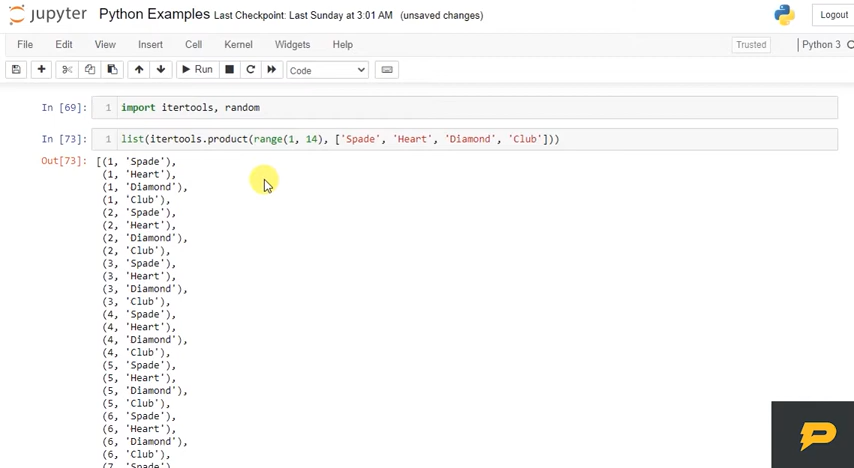 jupyter Python Examples Last Checkpoint: Last Sunday at 3:01 AM (unsaved changes) Logout
File Edit View Insert Cell Kernel Widgets Help Trusted Python 3
Run Code
In [69]: 1 import itertools, random
In [73]: 1 list(itertools.product(range(1, 14), ['Spade', 'Heart', 'Diamond', 'Club']))
Out[73]: [(1, 'Spade'),
(1, 'Heart'),
(1, 'Diamond'),
(1, 'Club'),
(2, 'Spade'),
(2, 'Heart'),
(2, 'Diamond'),
(2, 'Club'),
(3, 'Spade'),
(3, 'Heart'),
(3, 'Diamond'),
(3, 'Club'),
(4, 'Spade'),
(4, 'Heart'),
(4, 'Diamond'),
(4, 'Club'),
(5, 'Spade'),
(5, 'Heart'),
(5, 'Diamond'),
(5, 'Club'),
(6, 'Spade'),
(6, 'Heart'),
(6, 'Diamond'),
(6, 'Club'),
(7, 'Spade'),